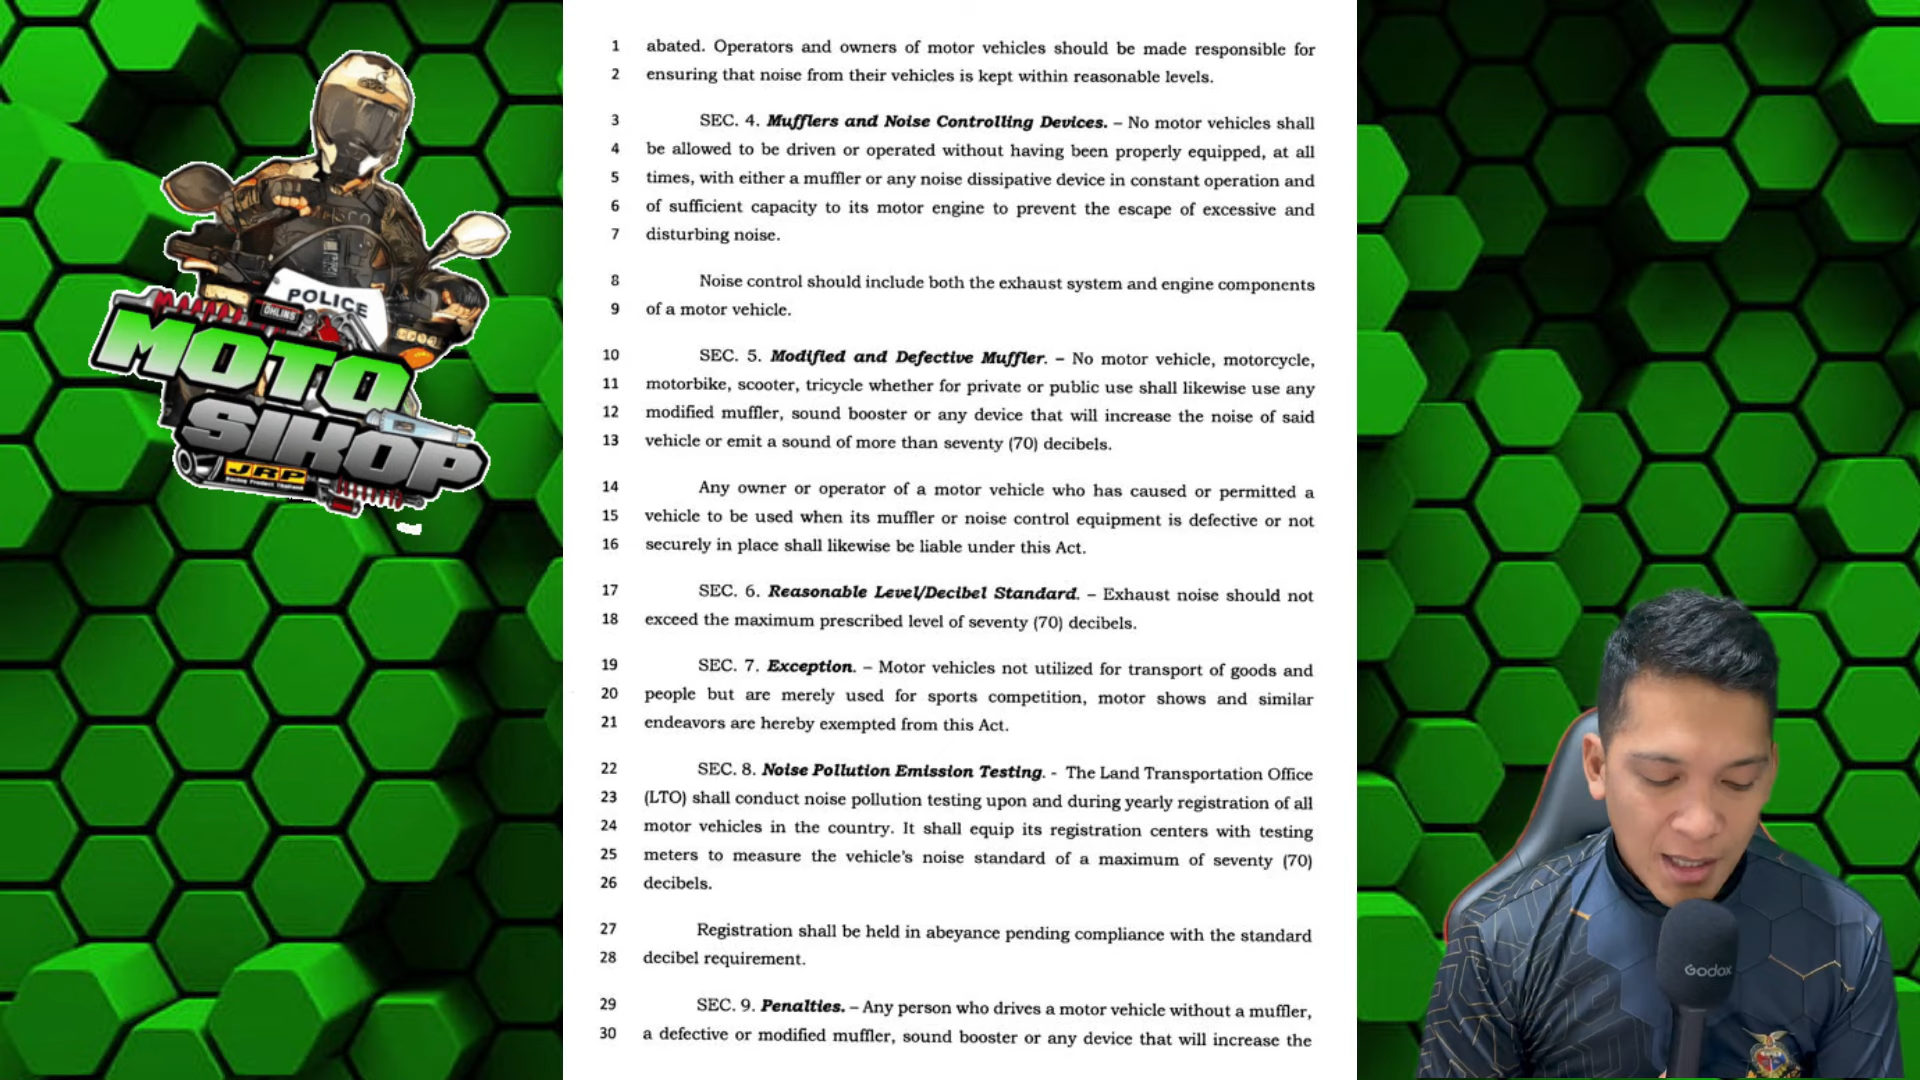 POLICE
OHLINS
MOTO
SIKOP
JRP
Racing Product Thailand
1 abated. Operators and owners of motor vehicles should be made responsible for
2 ensuring that noise from their vehicles is kept within reasonable levels.
3 SEC. 4. Mufflers and Noise Controlling Devices. – No motor vehicles shall
4 be allowed to be driven or operated without having been properly equipped, at all
5 times, with either a muffler or any noise dissipative device in constant operation and
6 of sufficient capacity to its motor engine to prevent the escape of excessive and
7 disturbing noise.
8 Noise control should include both the exhaust system and engine components
9 of a motor vehicle.
10 SEC. 5. Modified and Defective Muffler. – No motor vehicle, motorcycle,
11 motorbike, scooter, tricycle whether for private or public use shall likewise use any
12 modified muffler, sound booster or any device that will increase the noise of said
13 vehicle or emit a sound of more than seventy (70) decibels.
14 Any owner or operator of a motor vehicle who has caused or permitted a
15 vehicle to be used when its muffler or noise control equipment is defective or not
16 securely in place shall likewise be liable under this Act.
17 SEC. 6. Reasonable Level/Decibel Standard. – Exhaust noise should not
18 exceed the maximum prescribed level of seventy (70) decibels.
19 SEC. 7. Exception. – Motor vehicles not utilized for transport of goods and
20 people but are merely used for sports competition, motor shows and similar
21 endeavors are hereby exempted from this Act.
22 SEC. 8. Noise Pollution Emission Testing. - The Land Transportation Office
23 (LTO) shall conduct noise pollution testing upon and during yearly registration of all
24 motor vehicles in the country. It shall equip its registration centers with testing
25 meters to measure the vehicle's noise standard of a maximum of seventy (70)
26 decibels.
27 Registration shall be held in abeyance pending compliance with the standard
28 decibel requirement.
29 SEC. 9. Penalties. – Any person who drives a motor vehicle without a muffler,
30 a defective or modified muffler, sound booster or any device that will increase the
Godox